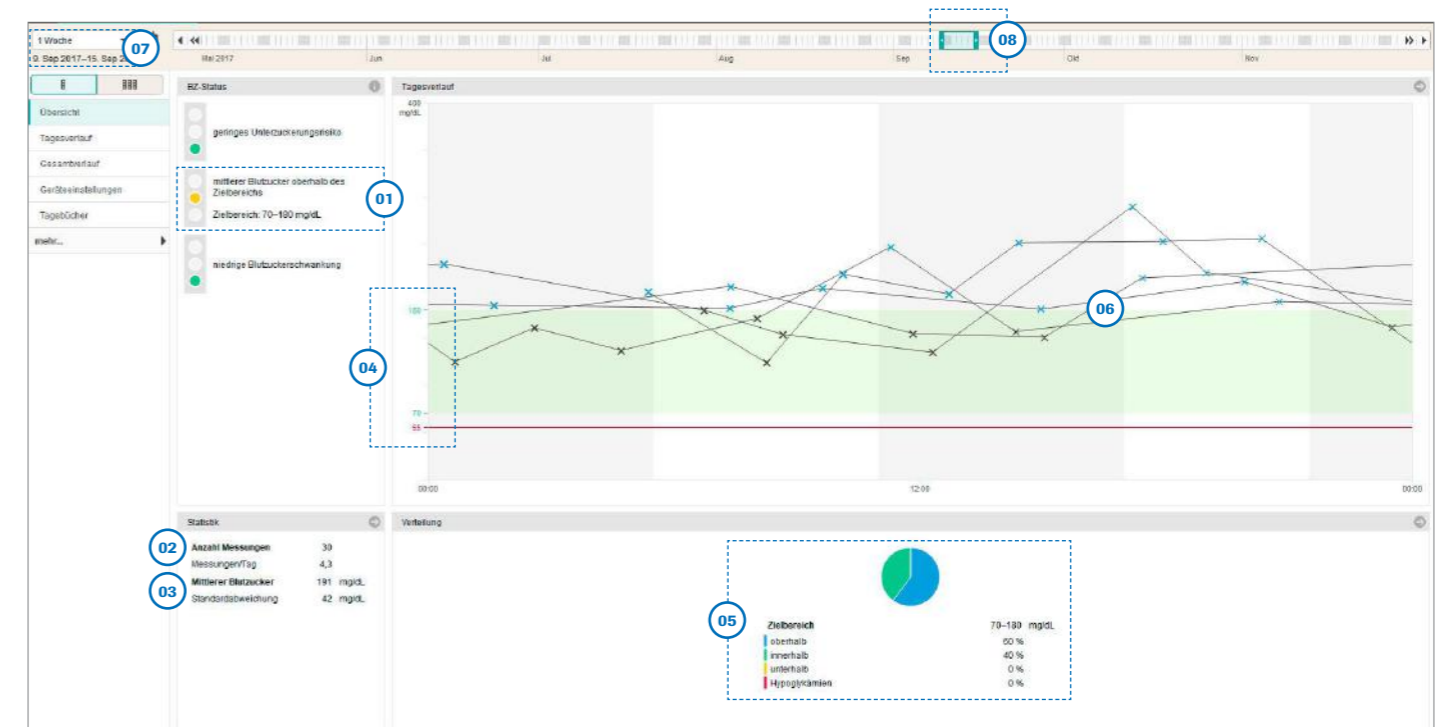 1 Woche
07
08
9. Sep 2017–15. Sep
Mai 2017
Jun
Jul
Aug
Sep
Okt
Nov
Übersicht
Tagesverlauf
Gesamtverlauf
Geräteeinstellungen
Tagebücher
mehr...
BZ-Status
geringes Unterzuckerungsrisiko
mittlerer Blutzucker oberhalb des
Zielbereichs
Zielbereich: 70–180 mg/dL
01
niedrige Blutzuckerschwankung
Tagesverlauf
400
mg/dL
180
06
04
70
55
00:00
12:00
00:00
Statistik
02
Anzahl Messungen 30
Messungen/Tag 4,3
03
Mittlerer Blutzucker 191 mg/dL
Standardabweichung 42 mg/dL
Verteilung
05
Zielbereich 70–180 mg/dL
oberhalb 60 %
innerhalb 40 %
unterhalb 0 %
Hypoglykämien 0 %